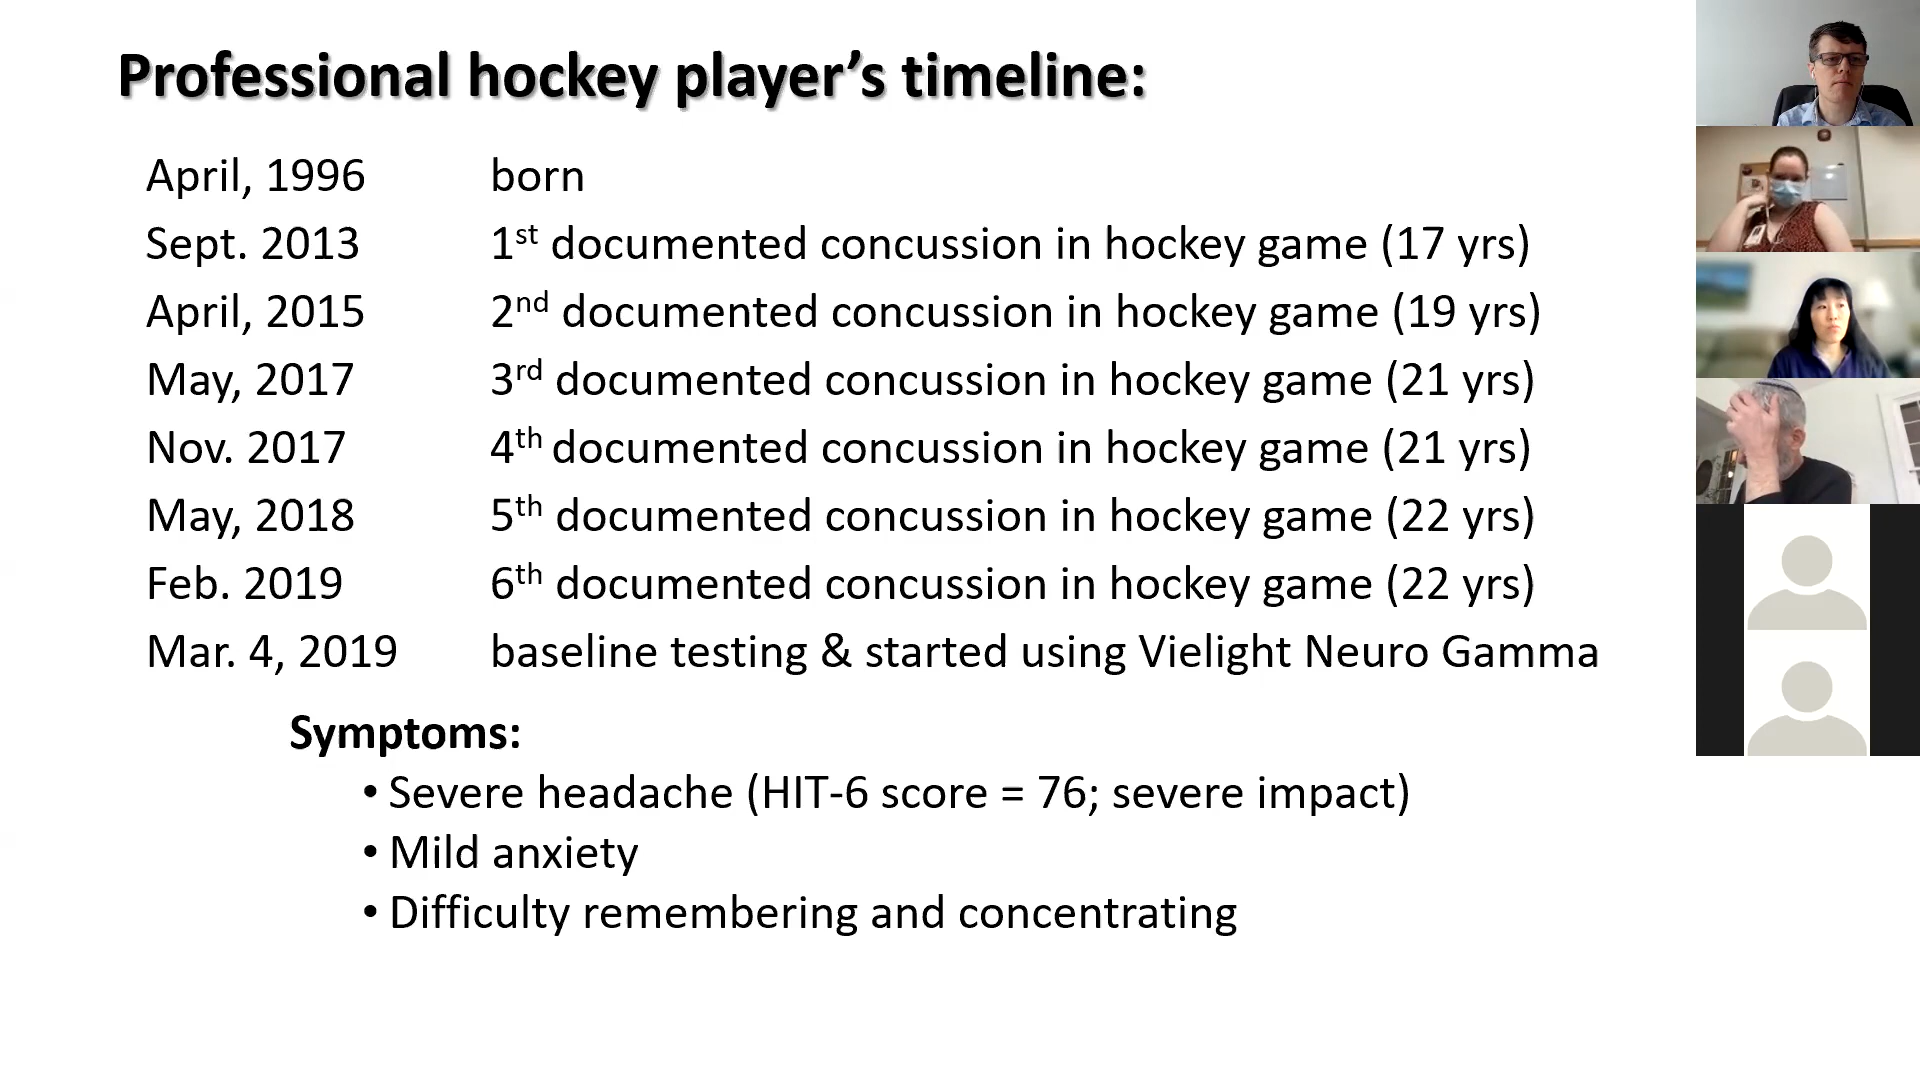 Professional hockey player’s timeline:
April, 1996 born
Sept. 2013 1st documented concussion in hockey game (17 yrs)
April, 2015 2nd documented concussion in hockey game (19 yrs)
May, 2017 3rd documented concussion in hockey game (21 yrs)
Nov. 2017 4th documented concussion in hockey game (21 yrs)
May, 2018 5th documented concussion in hockey game (22 yrs)
Feb. 2019 6th documented concussion in hockey game (22 yrs)
Mar. 4, 2019 baseline testing & started using Vielight Neuro Gamma
Symptoms:
• Severe headache (HIT-6 score = 76; severe impact)
• Mild anxiety
• Difficulty remembering and concentrating